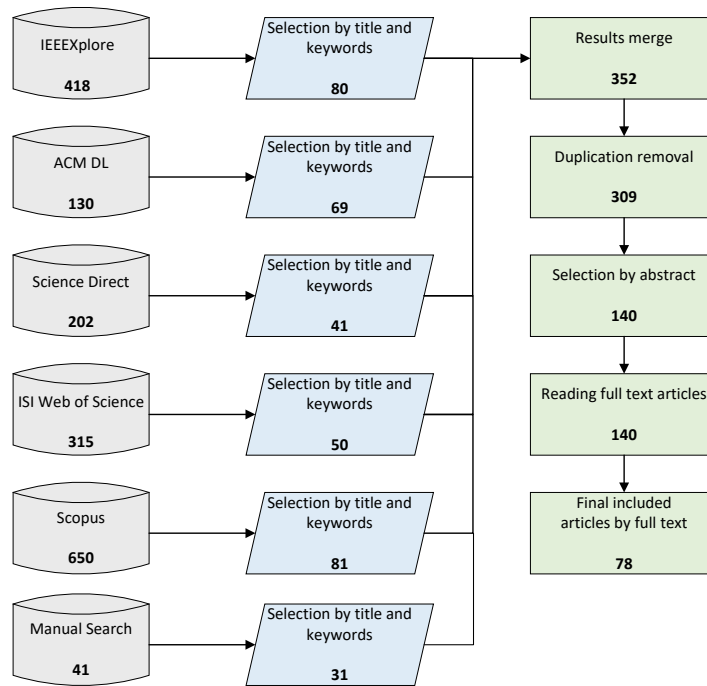 IEEEXplore
418
Selection by title and
keywords
80
Results merge
352
ACM DL
130
Selection by title and
keywords
69
Duplication removal
309
Science Direct
202
Selection by title and
keywords
41
Selection by abstract
140
ISI Web of Science
315
Selection by title and
keywords
50
Reading full text articles
140
Scopus
650
Selection by title and
keywords
81
Final included
articles by full text
78
Manual Search
41
Selection by title and
keywords
31